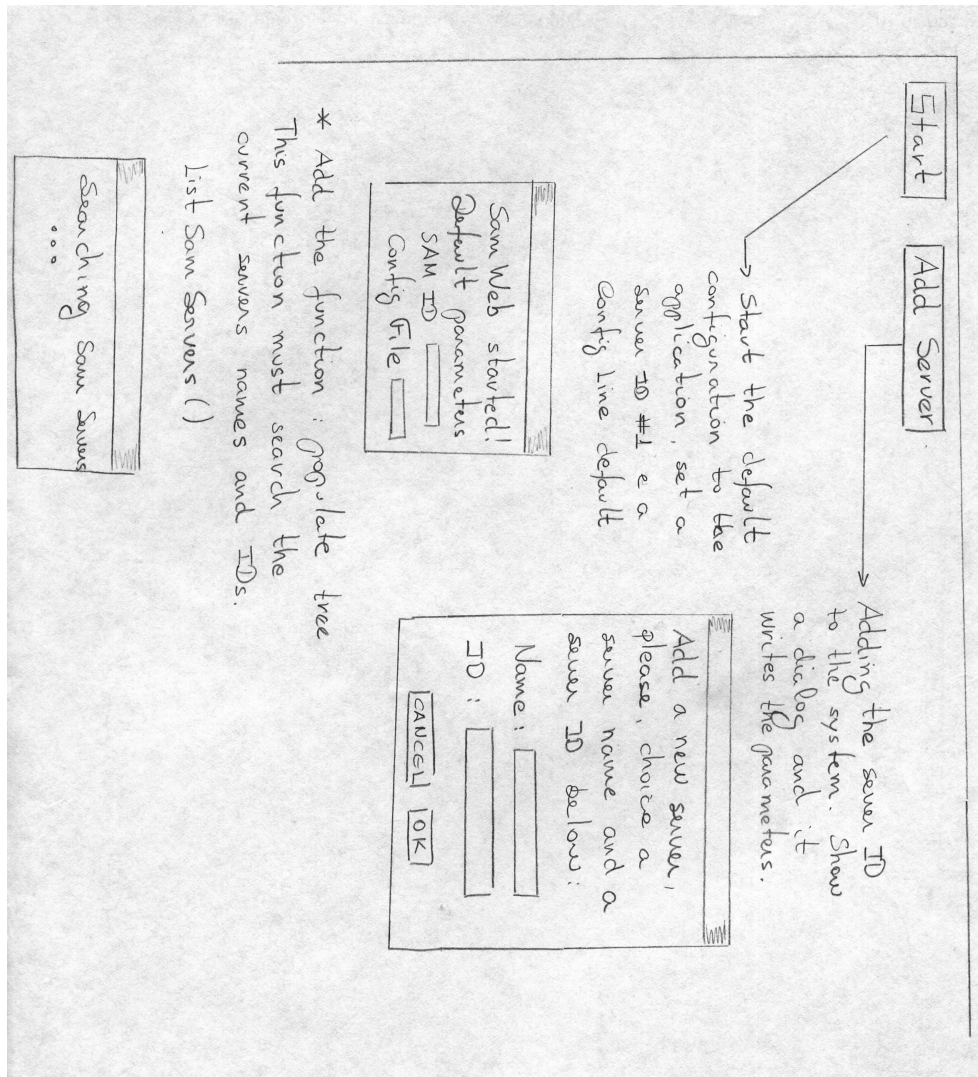 Start
Add Server
Start the default
configuration to the
application, set a
server ID #1 e a
config Line default
Adding the server ID
to the system. Show
a dialog and it
writes the parameters.
Sam Web started!
Default parameters
SAM ID
Config File
Add a new server,
please, choice a
server name and a
server ID below:
Name:
ID:
CANCEL OK
* Add the function: populate tree
This function must search the
current servers names and IDs.
List Sam Servers()
Searching Sam Servers
...